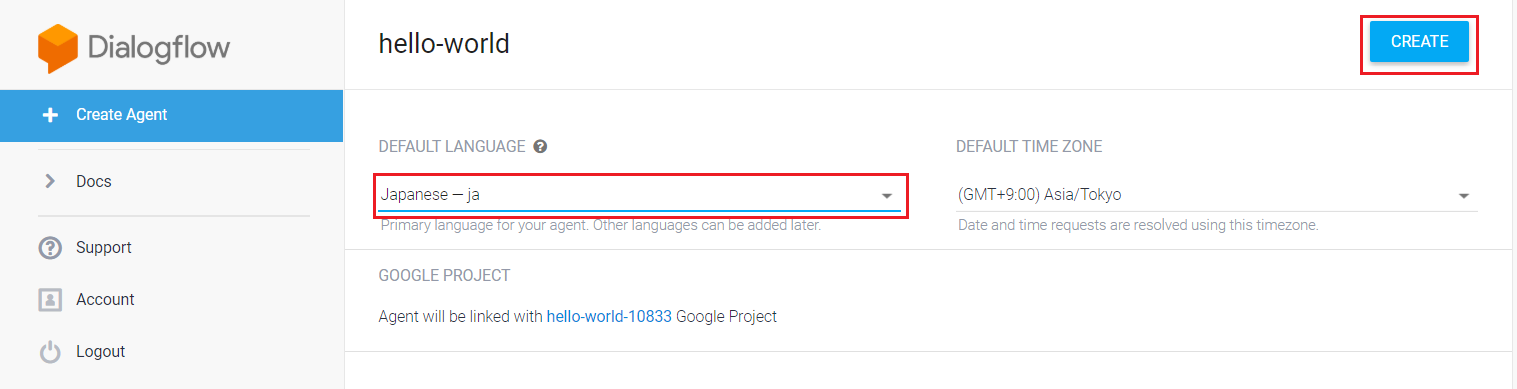 Dialogflow
hello-world
CREATE
Create Agent
Docs
Support
Account
Logout
DEFAULT LANGUAGE
Japanese — ja
Primary language for your agent. Other languages can be added later.
DEFAULT TIME ZONE
(GMT+9:00) Asia/Tokyo
Date and time requests are resolved using this timezone.
GOOGLE PROJECT
Agent will be linked with hello-world-10833 Google Project